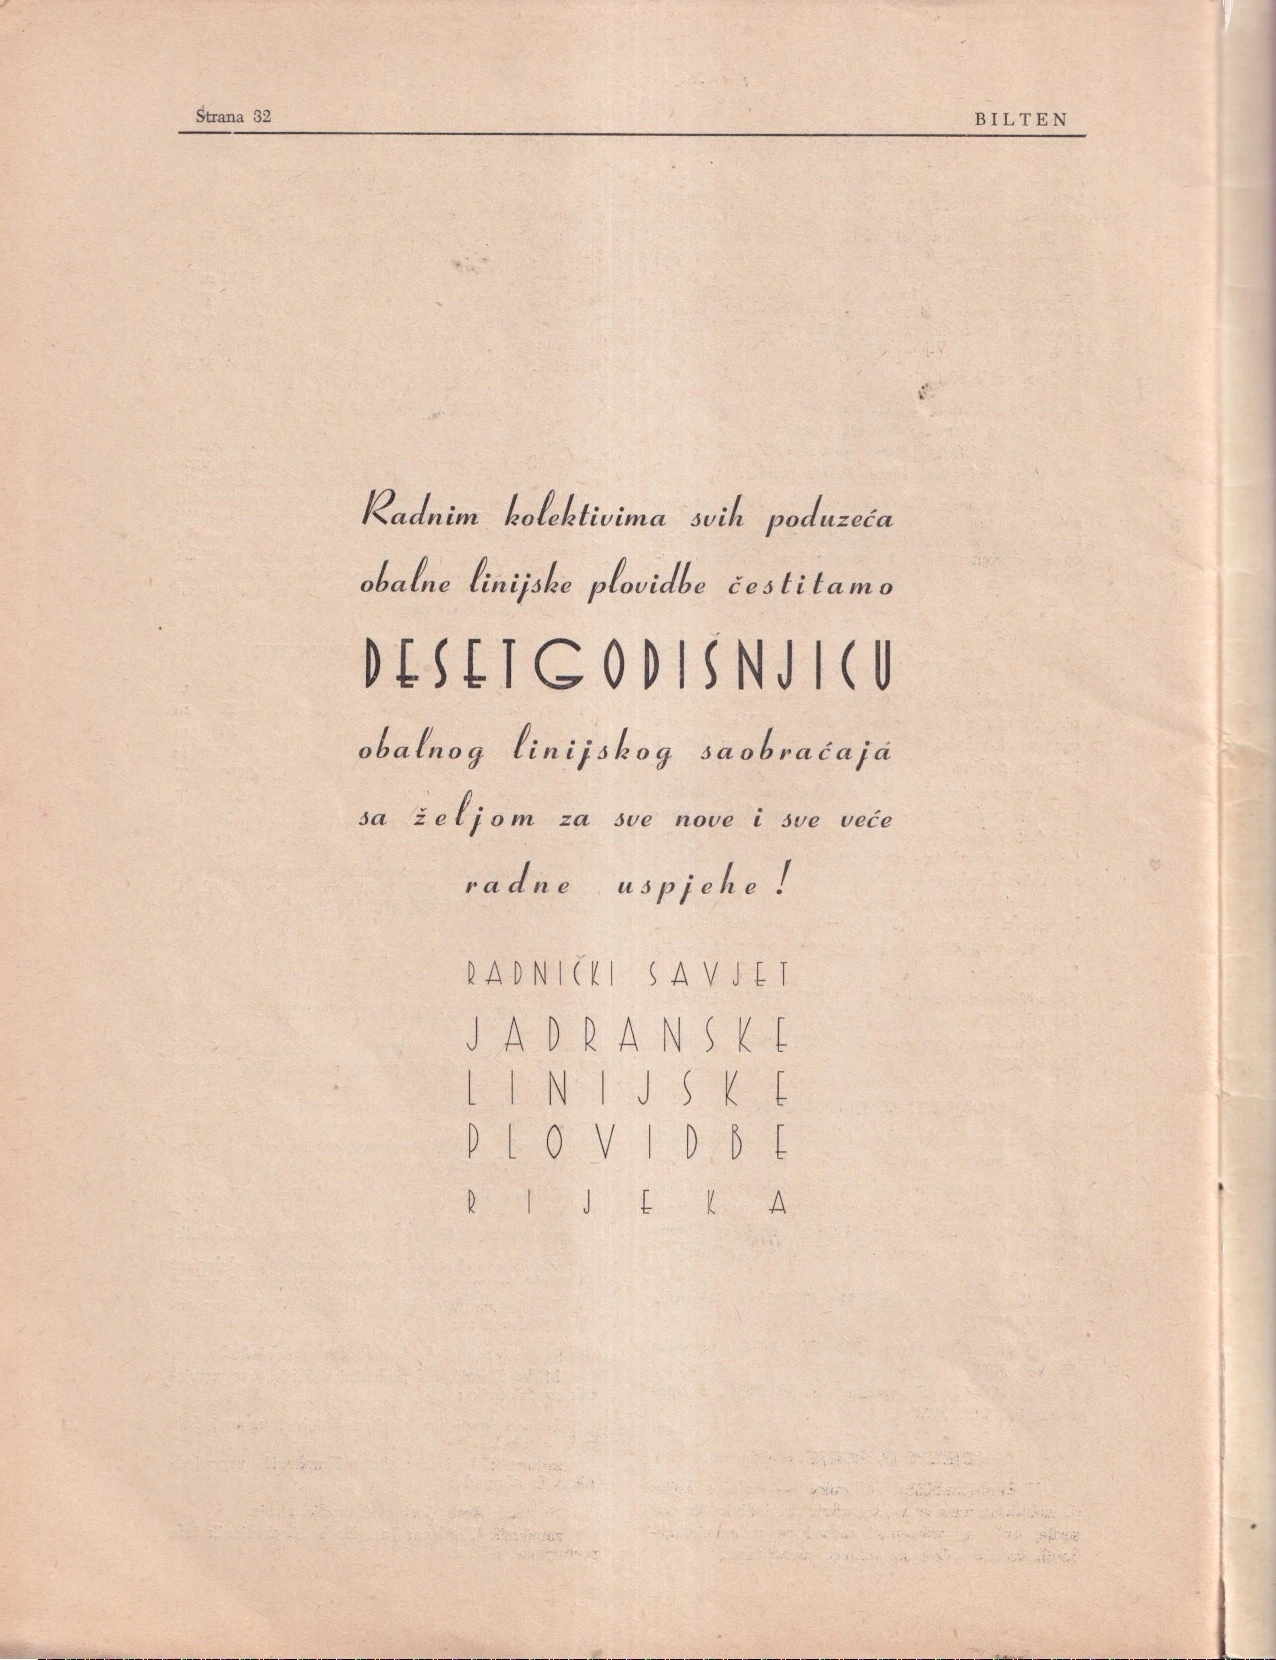 Strana 32
BILTEN
Radnim kolektivima svih poduzeća
obalne linijske plovidbe čestitamo
DESETGODIŠNJICU
obalnog linijskog saobraćaja
sa željom za sve nove i sve veće
radne uspjehe!
RADNIČKI SAVJET
JADRANSKE
LINIJSKE
PLOVIDBE
RIJEKA